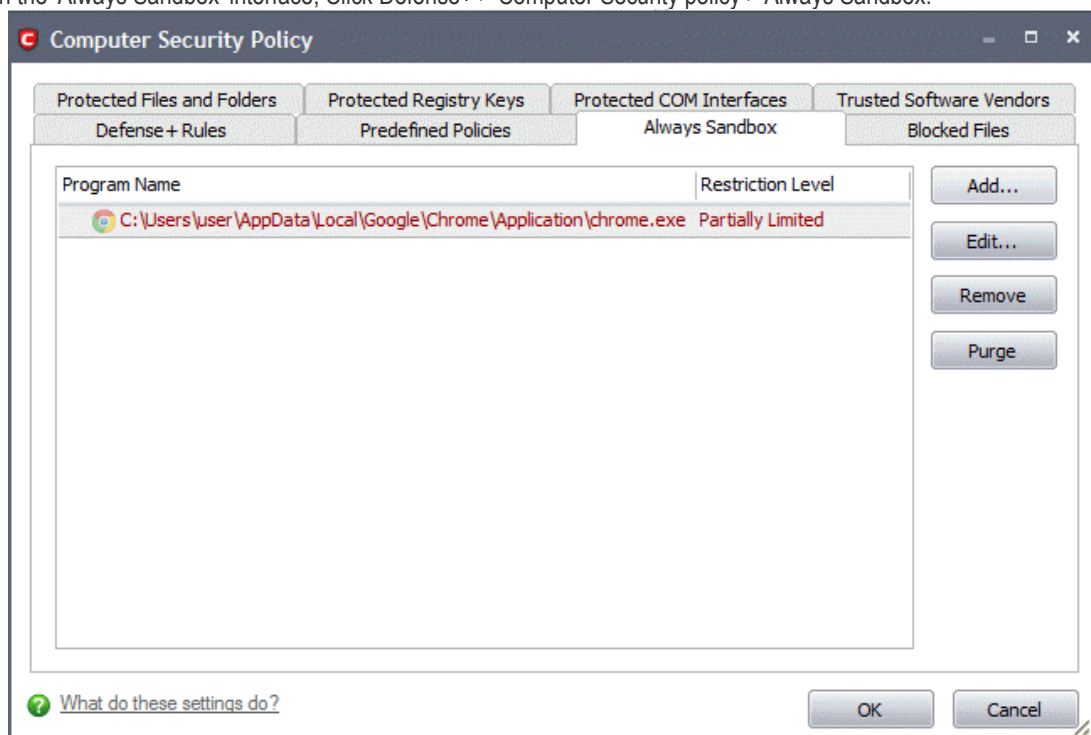 the 'Always Sandbox' interface, Click Defence+ > Computer Security policy > Always Sandbox.
Computer Security Policy
Protected Files and Folders Protected Registry Keys Protected COM Interfaces Trusted Software Vendors
Defense+ Rules Predefined Policies Always Sandbox Blocked Files
Program Name Restriction Level
C:\Users\user\AppData\Local\Google\Chrome\Application\chrome.exe Partially Limited
Add...
Edit...
Remove
Purge
What do these settings do?
OK Cancel